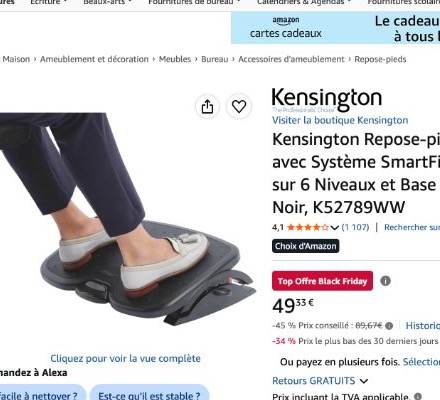 Fournitures de bureau
Calendriers & Agendas
Fournitures scolaires
amazon
cartes cadeaux
Le cadeau
à tous
Maison › Ameublement et décoration › Meubles › Bureau › Accessoires d'ameublement › Repose-pieds
Kensington
The Professionals' Choice
Visiter la boutique Kensington
Kensington Repose-pi
avec Système SmartFi
sur 6 Niveaux et Base
Noir, K52789WW
4,1 (1 107) | Rechercher sur
Choix d'Amazon
Top Offre Black Friday
49,33 €
-45 % Prix conseillé : 89,67€ Historiq
-34 % Prix le plus bas des 30 derniers jours
Ou payez en plusieurs fois. Sélectio
Retours GRATUITS
Prix incluant la TVA applicable.
Cliquez pour voir la vue complète
mandez à Alexa
facile à nettoyer ?
Est-ce qu'il est stable ?